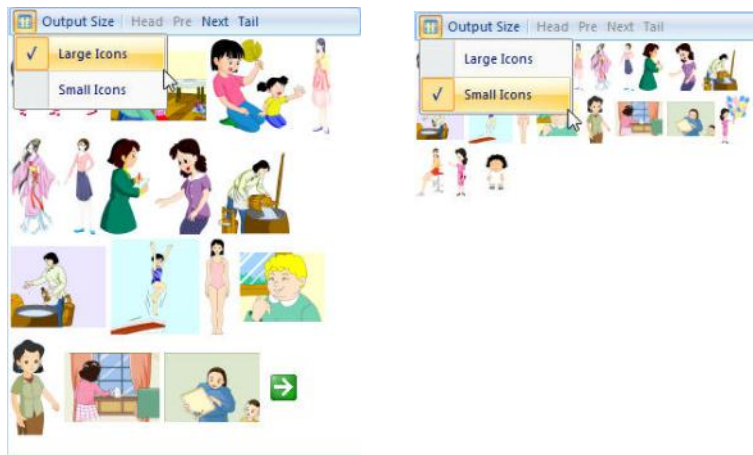 Output Size Head Pre Next Tail
Large Icons
Small Icons
Output Size Head Pre Next Tail
Large Icons
Small Icons